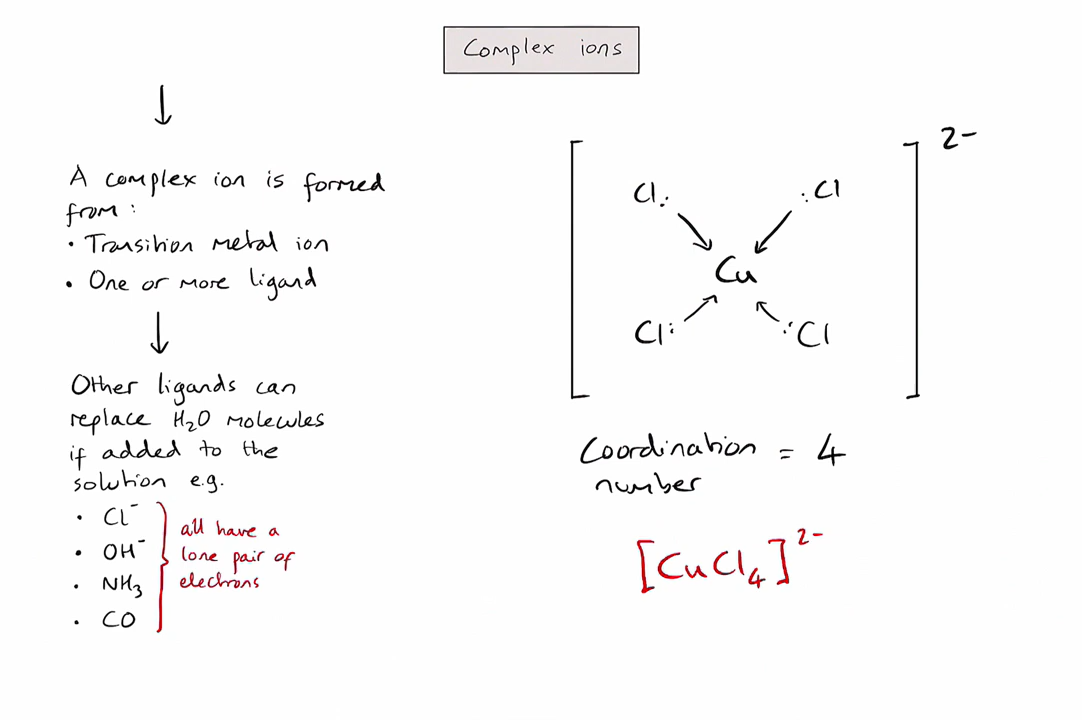 Complex ions
A complex ion is formed
from:
• Transition metal ion
• One or more ligand
Other ligands can
replace H₂O molecules
if added to the
solution e.g.
• Cl⁻
• OH⁻
• NH₃
• CO
all have a
lone pair of
electrons
2-
Cl: :Cl
Cu
Cl: :Cl
Coordination = 4
number
[CuCl₄]²⁻